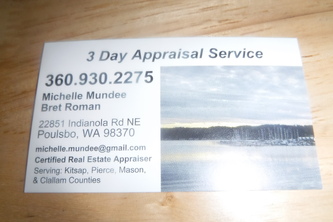 3 Day Appraisal Service
360.930.2275
Michelle Mundee
Bret Roman
22851 Indianola Rd NE
Poulsbo, WA 98370
michelle.mundee@gmail.com
Certified Real Estate Appraiser
Serving: Kitsap, Pierce, Mason,
& Clallam Counties